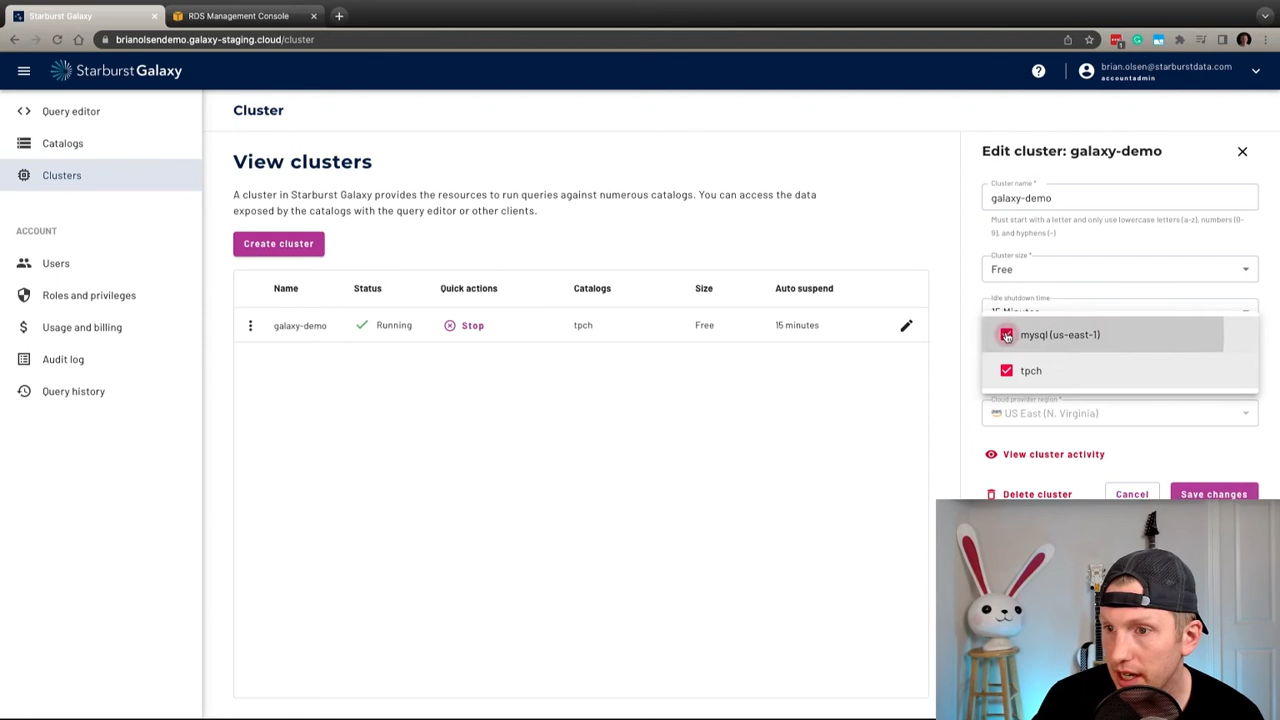 Starburst Galaxy
RDS Management Console
brianolsendemo.galaxy-staging.cloud/cluster
Starburst Galaxy
brian.olsen@starburstdata.com
accountadmin
Query editor
Catalogs
Clusters
ACCOUNT
Users
Roles and privileges
Usage and billing
Audit log
Query history
Cluster
View clusters
A cluster in Starburst Galaxy provides the resources to run queries against numerous catalogs. You can access the data
exposed by the catalogs with the query editor or other clients.
Create cluster
Name Status Quick actions Catalogs Size Auto suspend
galaxy-demo Running Stop tpch Free 15 minutes
Edit cluster: galaxy-demo
Cluster name *
galaxy-demo
Must start with a letter and only use lowercase letters (a-z), numbers (0-
9), and hyphens (-)
Cluster size *
Free
Idle shutdown time
15 Minutes
mysql (us-east-1)
tpch
Cloud provider region *
US East (N. Virginia)
View cluster activity
Delete cluster
Cancel
Save changes